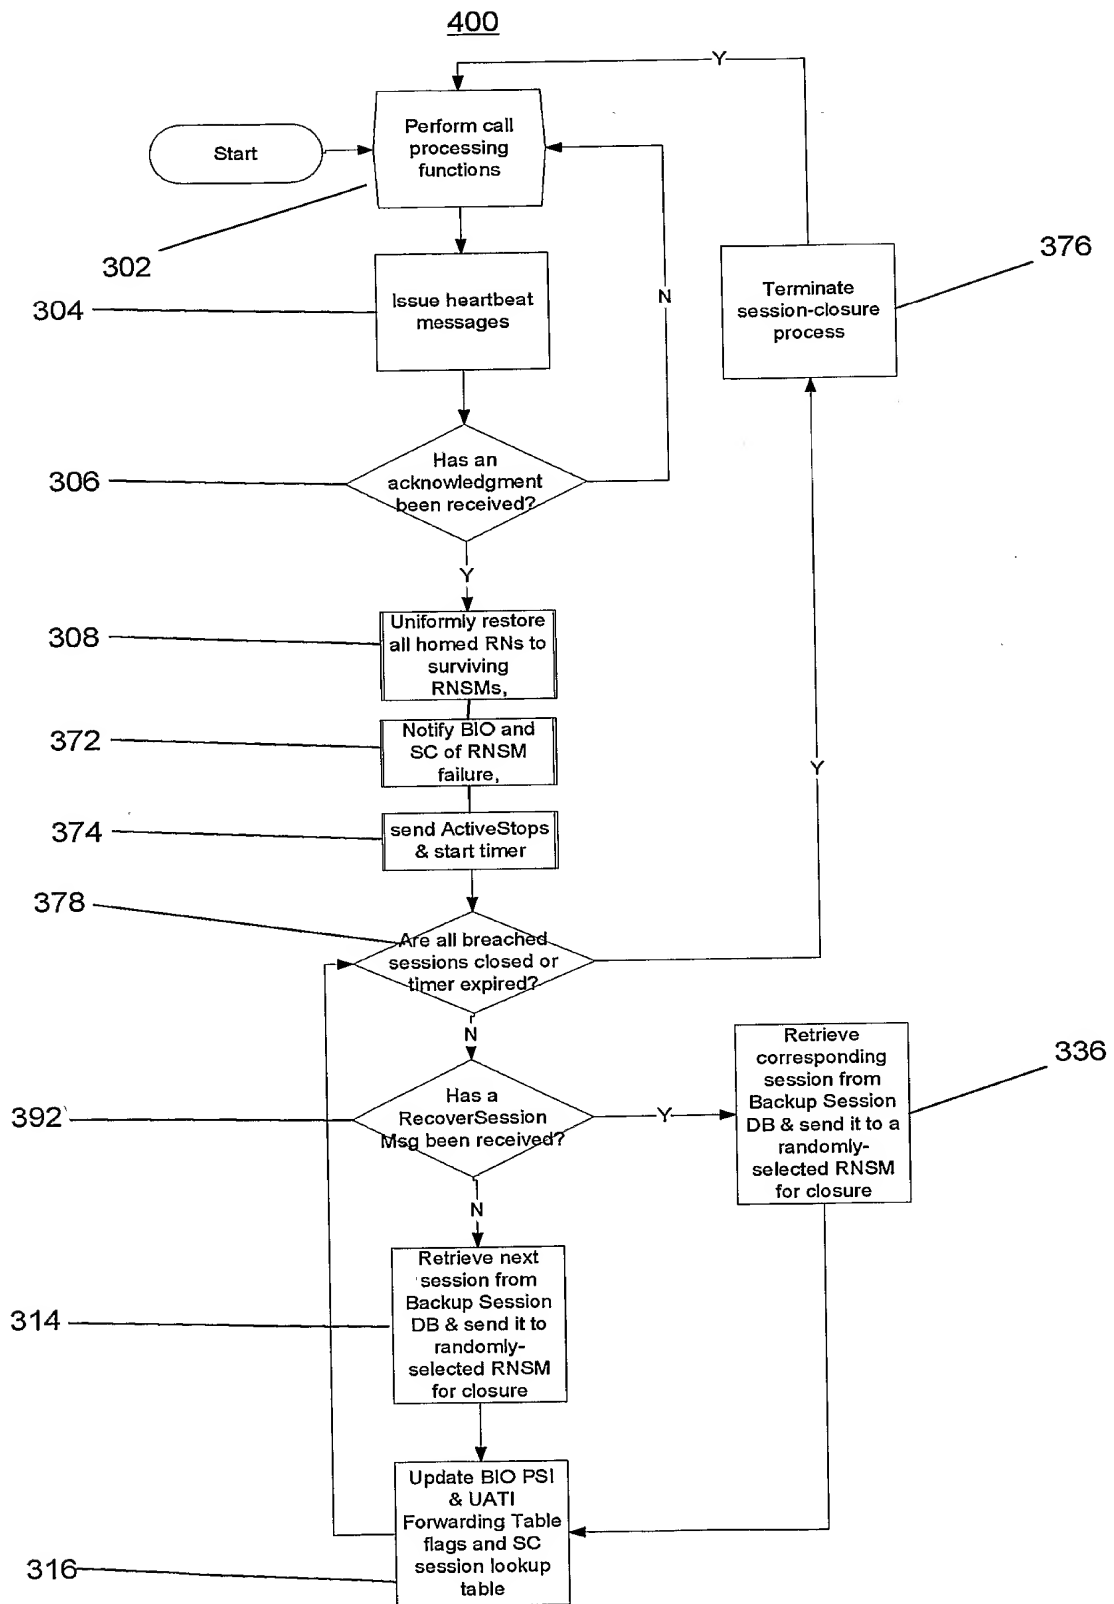 400
Y
Perform call
processing
functions
Start
302
304
Issue heartbeat
messages
N
Terminate
session-closure
process
376
306
Has an
acknowledgment
been received?
Y
308
Uniformly restore
all homed RNs to
surviving
RNSMs,
372
Notify BIO and
SC of RNSM
failure,
374
send ActiveStops
& start timer
Y
378
Are all breached
sessions closed or
timer expired?
N
392
Has a
RecoverSession
Msg been received?
Y
Retrieve
corresponding
session from
Backup Session
DB & send it to a
randomly-
selected RNSM
for closure
336
N
314
Retrieve next
session from
Backup Session
DB & send it to
randomly-
selected RNSM
for closure
316
Update BIO PSI
& UATI
Forwarding Table
flags and SC
session lookup
table